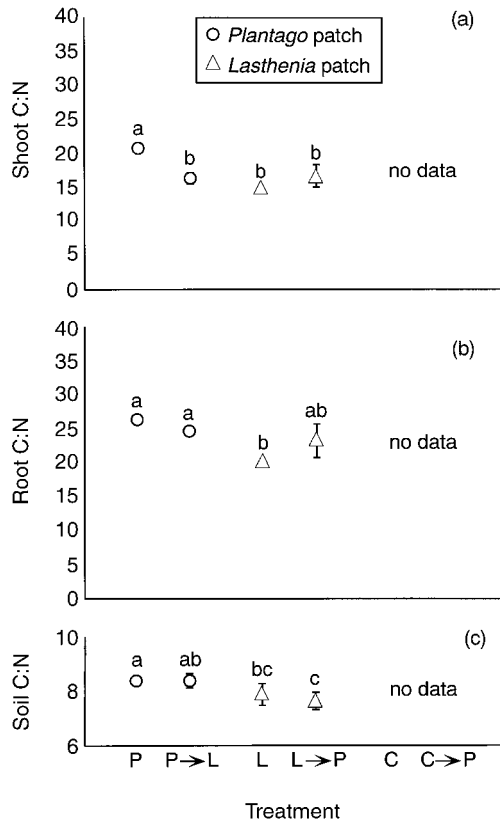 (a)
○ Plantago patch
△ Lasthenia patch
Shoot C:N
40
35
30
25
20
15
10
5
0
a
b
b
b
no data
(b)
Root C:N
40
35
30
25
20
15
10
5
0
a
a
b
ab
no data
(c)
Soil C:N
10
8
6
a
ab
bc
c
no data
P P→L L L→P C C→P
Treatment